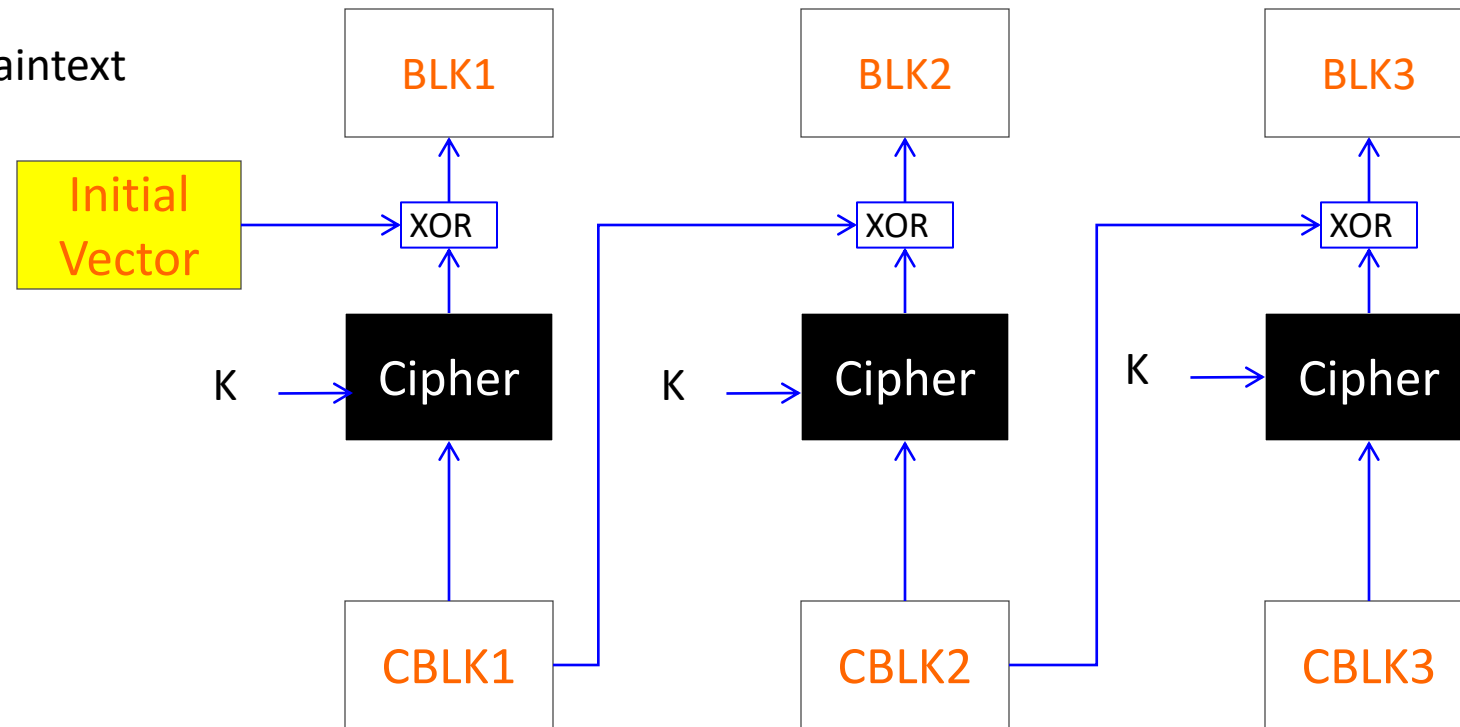 aintext
BLK1
BLK2
BLK3
Initial
Vector
XOR
XOR
XOR
K
Cipher
K
Cipher
K
Cipher
CBLK1
CBLK2
CBLK3